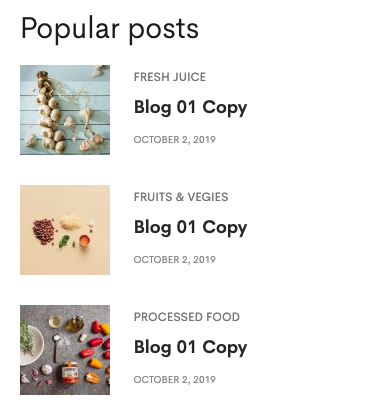 Popular posts
FRESH JUICE
Blog 01 Copy
OCTOBER 2, 2019
FRUITS & VEGIES
Blog 01 Copy
OCTOBER 2, 2019
PROCESSED FOOD
Blog 01 Copy
OCTOBER 2, 2019